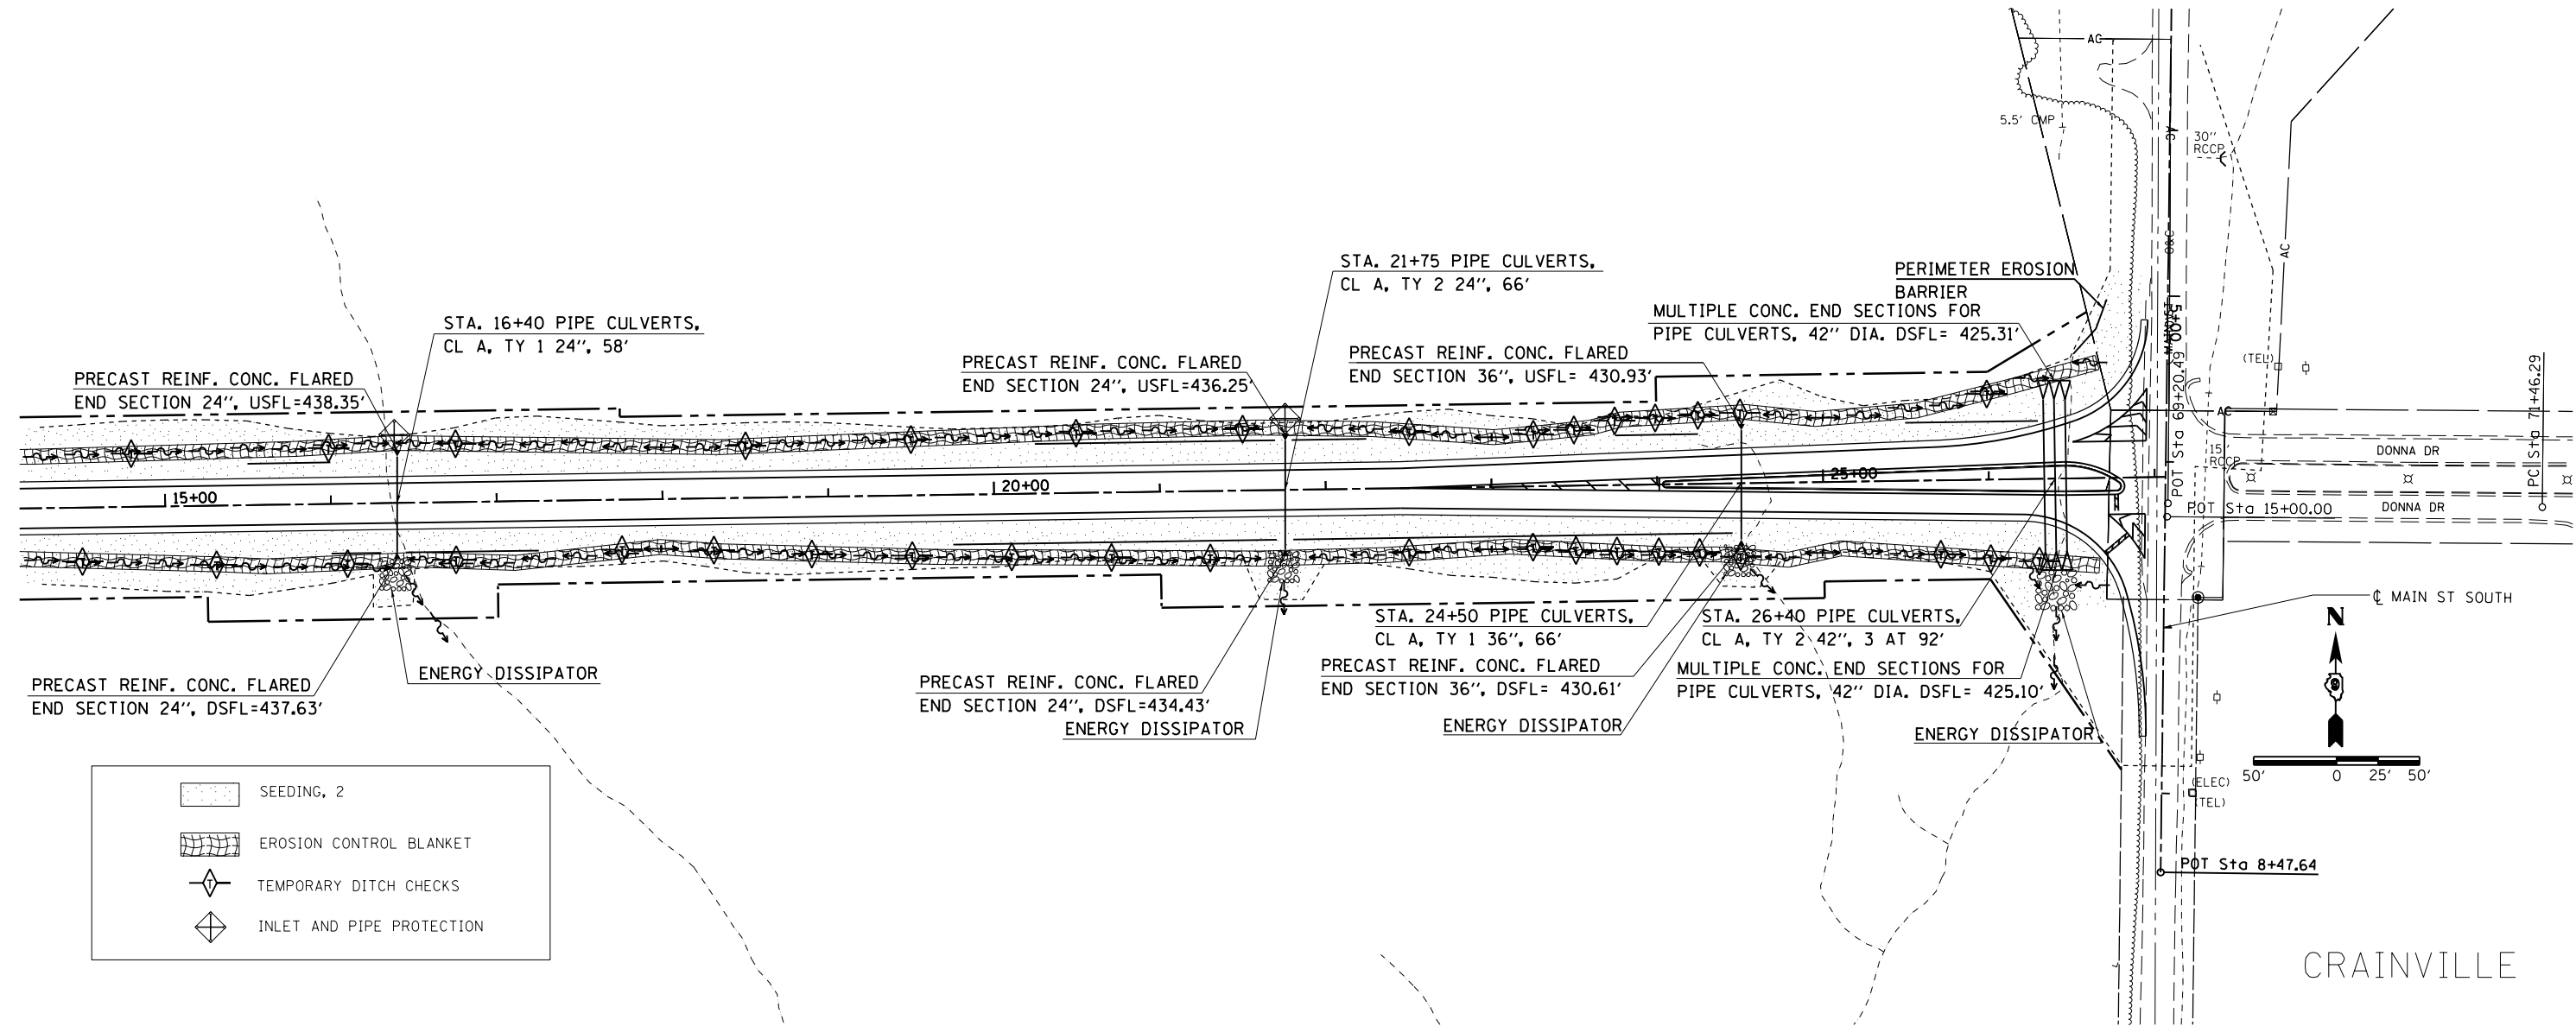 AC
5.5' CMP
AC
30"
RCCP
STA. 21+75 PIPE CULVERTS,
CL A, TY 2 24", 66'
PERIMETER EROSION
BARRIER
AC
MULTIPLE CONC. END SECTIONS FOR
PIPE CULVERTS, 42" DIA. DSFL= 425.31'
STA. 16+40 PIPE CULVERTS,
CL A, TY 1 24", 58'
PRECAST REINF. CONC. FLARED
END SECTION 24", USFL=438.35'
PRECAST REINF. CONC. FLARED
END SECTION 24", USFL=436.25'
PRECAST REINF. CONC. FLARED
END SECTION 36", USFL= 430.93'
(TEL)
AC
POT Sta 69+20.49
PC Sta 71+46.29
15"
RCCP
DONNA DR
15+00
20+00
25+00
POT Sta 15+00.00
DONNA DR
℄ MAIN ST SOUTH
N
STA. 24+50 PIPE CULVERTS,
CL A, TY 1 36", 66'
STA. 26+40 PIPE CULVERTS,
CL A, TY 2 42", 3 AT 92'
PRECAST REINF. CONC. FLARED
END SECTION 36", DSFL= 430.61'
MULTIPLE CONC. END SECTIONS FOR
PIPE CULVERTS, 42" DIA. DSFL= 425.10'
ENERGY DISSIPATOR
PRECAST REINF. CONC. FLARED
END SECTION 24", DSFL=437.63'
PRECAST REINF. CONC. FLARED
END SECTION 24", DSFL=434.43'
ENERGY DISSIPATOR
ENERGY DISSIPATOR
ENERGY DISSIPATOR
50' 0 25' 50'
(ELEC)
(TEL)
POT Sta 8+47.64
SEEDING, 2
EROSION CONTROL BLANKET
T TEMPORARY DITCH CHECKS
INLET AND PIPE PROTECTION
CRAINVILLE